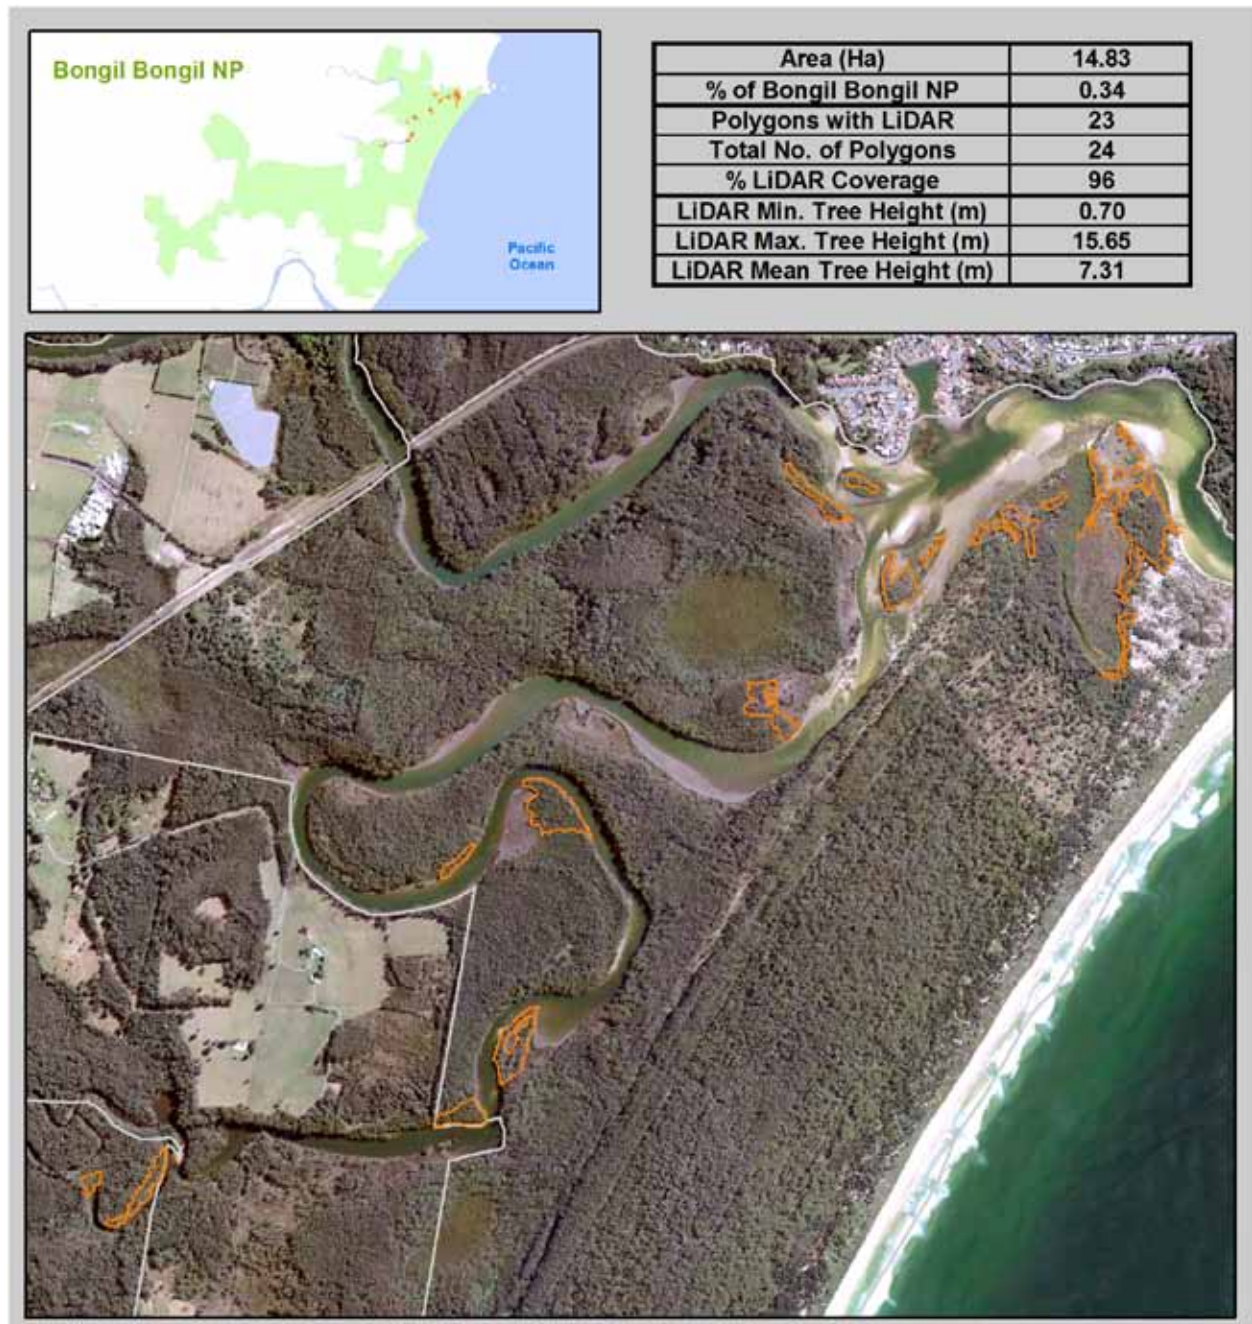 Bongil Bongil NP
Pacific
Ocean
Area (Ha) 14.83
% of Bongil Bongil NP 0.34
Polygons with LiDAR 23
Total No. of Polygons 24
% LiDAR Coverage 96
LiDAR Min. Tree Height (m) 0.70
LiDAR Max. Tree Height (m) 15.65
LiDAR Mean Tree Height (m) 7.31